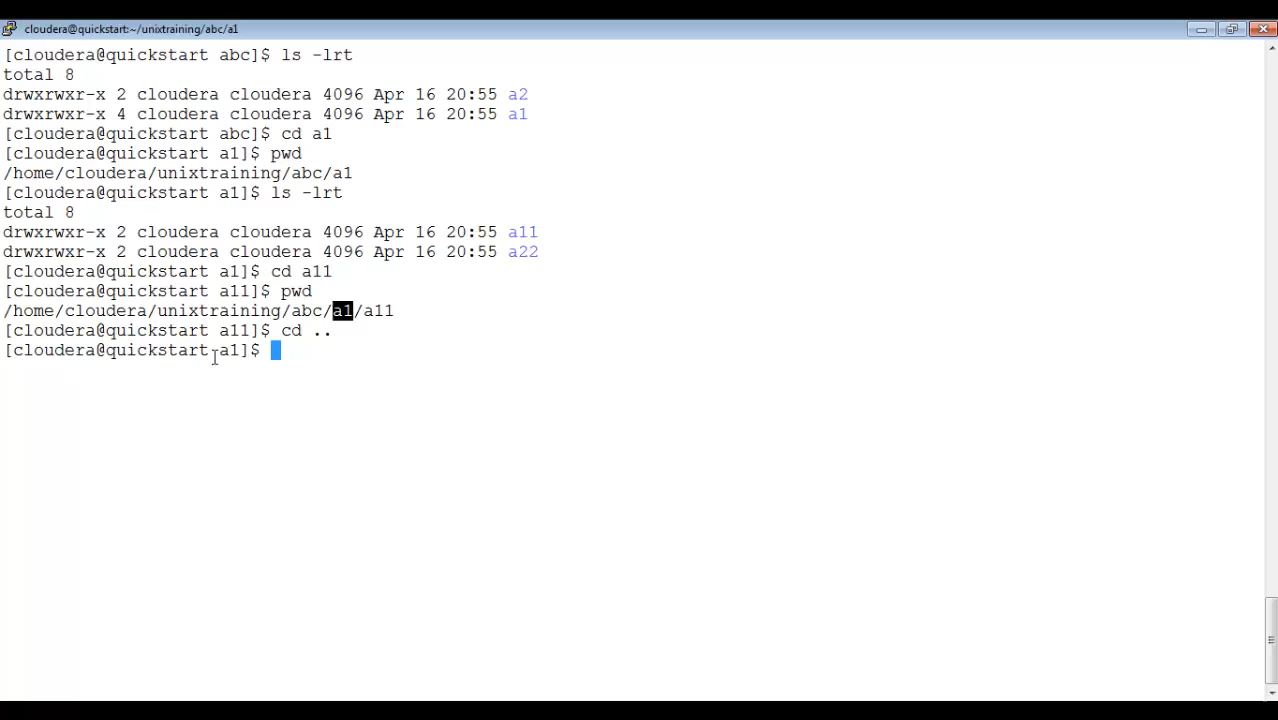 cloudera@quickstart:~/unixtraining/abc/a1
[cloudera@quickstart abc]$ ls -lrt
total 8
drwxrwxr-x 2 cloudera cloudera 4096 Apr 16 20:55 a2
drwxrwxr-x 4 cloudera cloudera 4096 Apr 16 20:55 a1
[cloudera@quickstart abc]$ cd a1
[cloudera@quickstart a1]$ pwd
/home/cloudera/unixtraining/abc/a1
[cloudera@quickstart a1]$ ls -lrt
total 8
drwxrwxr-x 2 cloudera cloudera 4096 Apr 16 20:55 a11
drwxrwxr-x 2 cloudera cloudera 4096 Apr 16 20:55 a22
[cloudera@quickstart a1]$ cd a11
[cloudera@quickstart a11]$ pwd
/home/cloudera/unixtraining/abc/a1/a11
[cloudera@quickstart a11]$ cd ..
[cloudera@quickstart a1]$